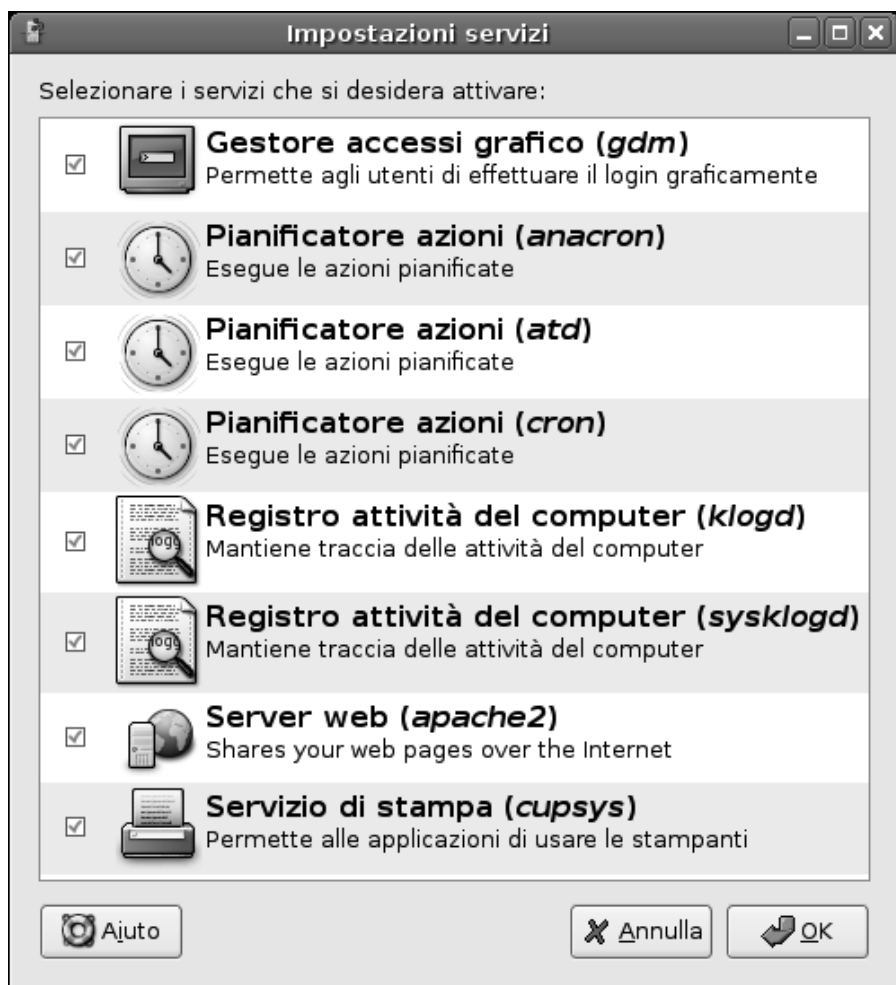 Impostazioni servizi
Selezionare i servizi che si desidera attivare:
Gestore accessi grafico (gdm)
Permette agli utenti di effettuare il login graficamente
Pianificatore azioni (anacron)
Esegue le azioni pianificate
Pianificatore azioni (atd)
Esegue le azioni pianificate
Pianificatore azioni (cron)
Esegue le azioni pianificate
Registro attività del computer (klogd)
Mantiene traccia delle attività del computer
Registro attività del computer (sysklogd)
Mantiene traccia delle attività del computer
Server web (apache2)
Shares your web pages over the Internet
Servizio di stampa (cupsys)
Permette alle applicazioni di usare le stampanti
Aiuto
Annulla
OK